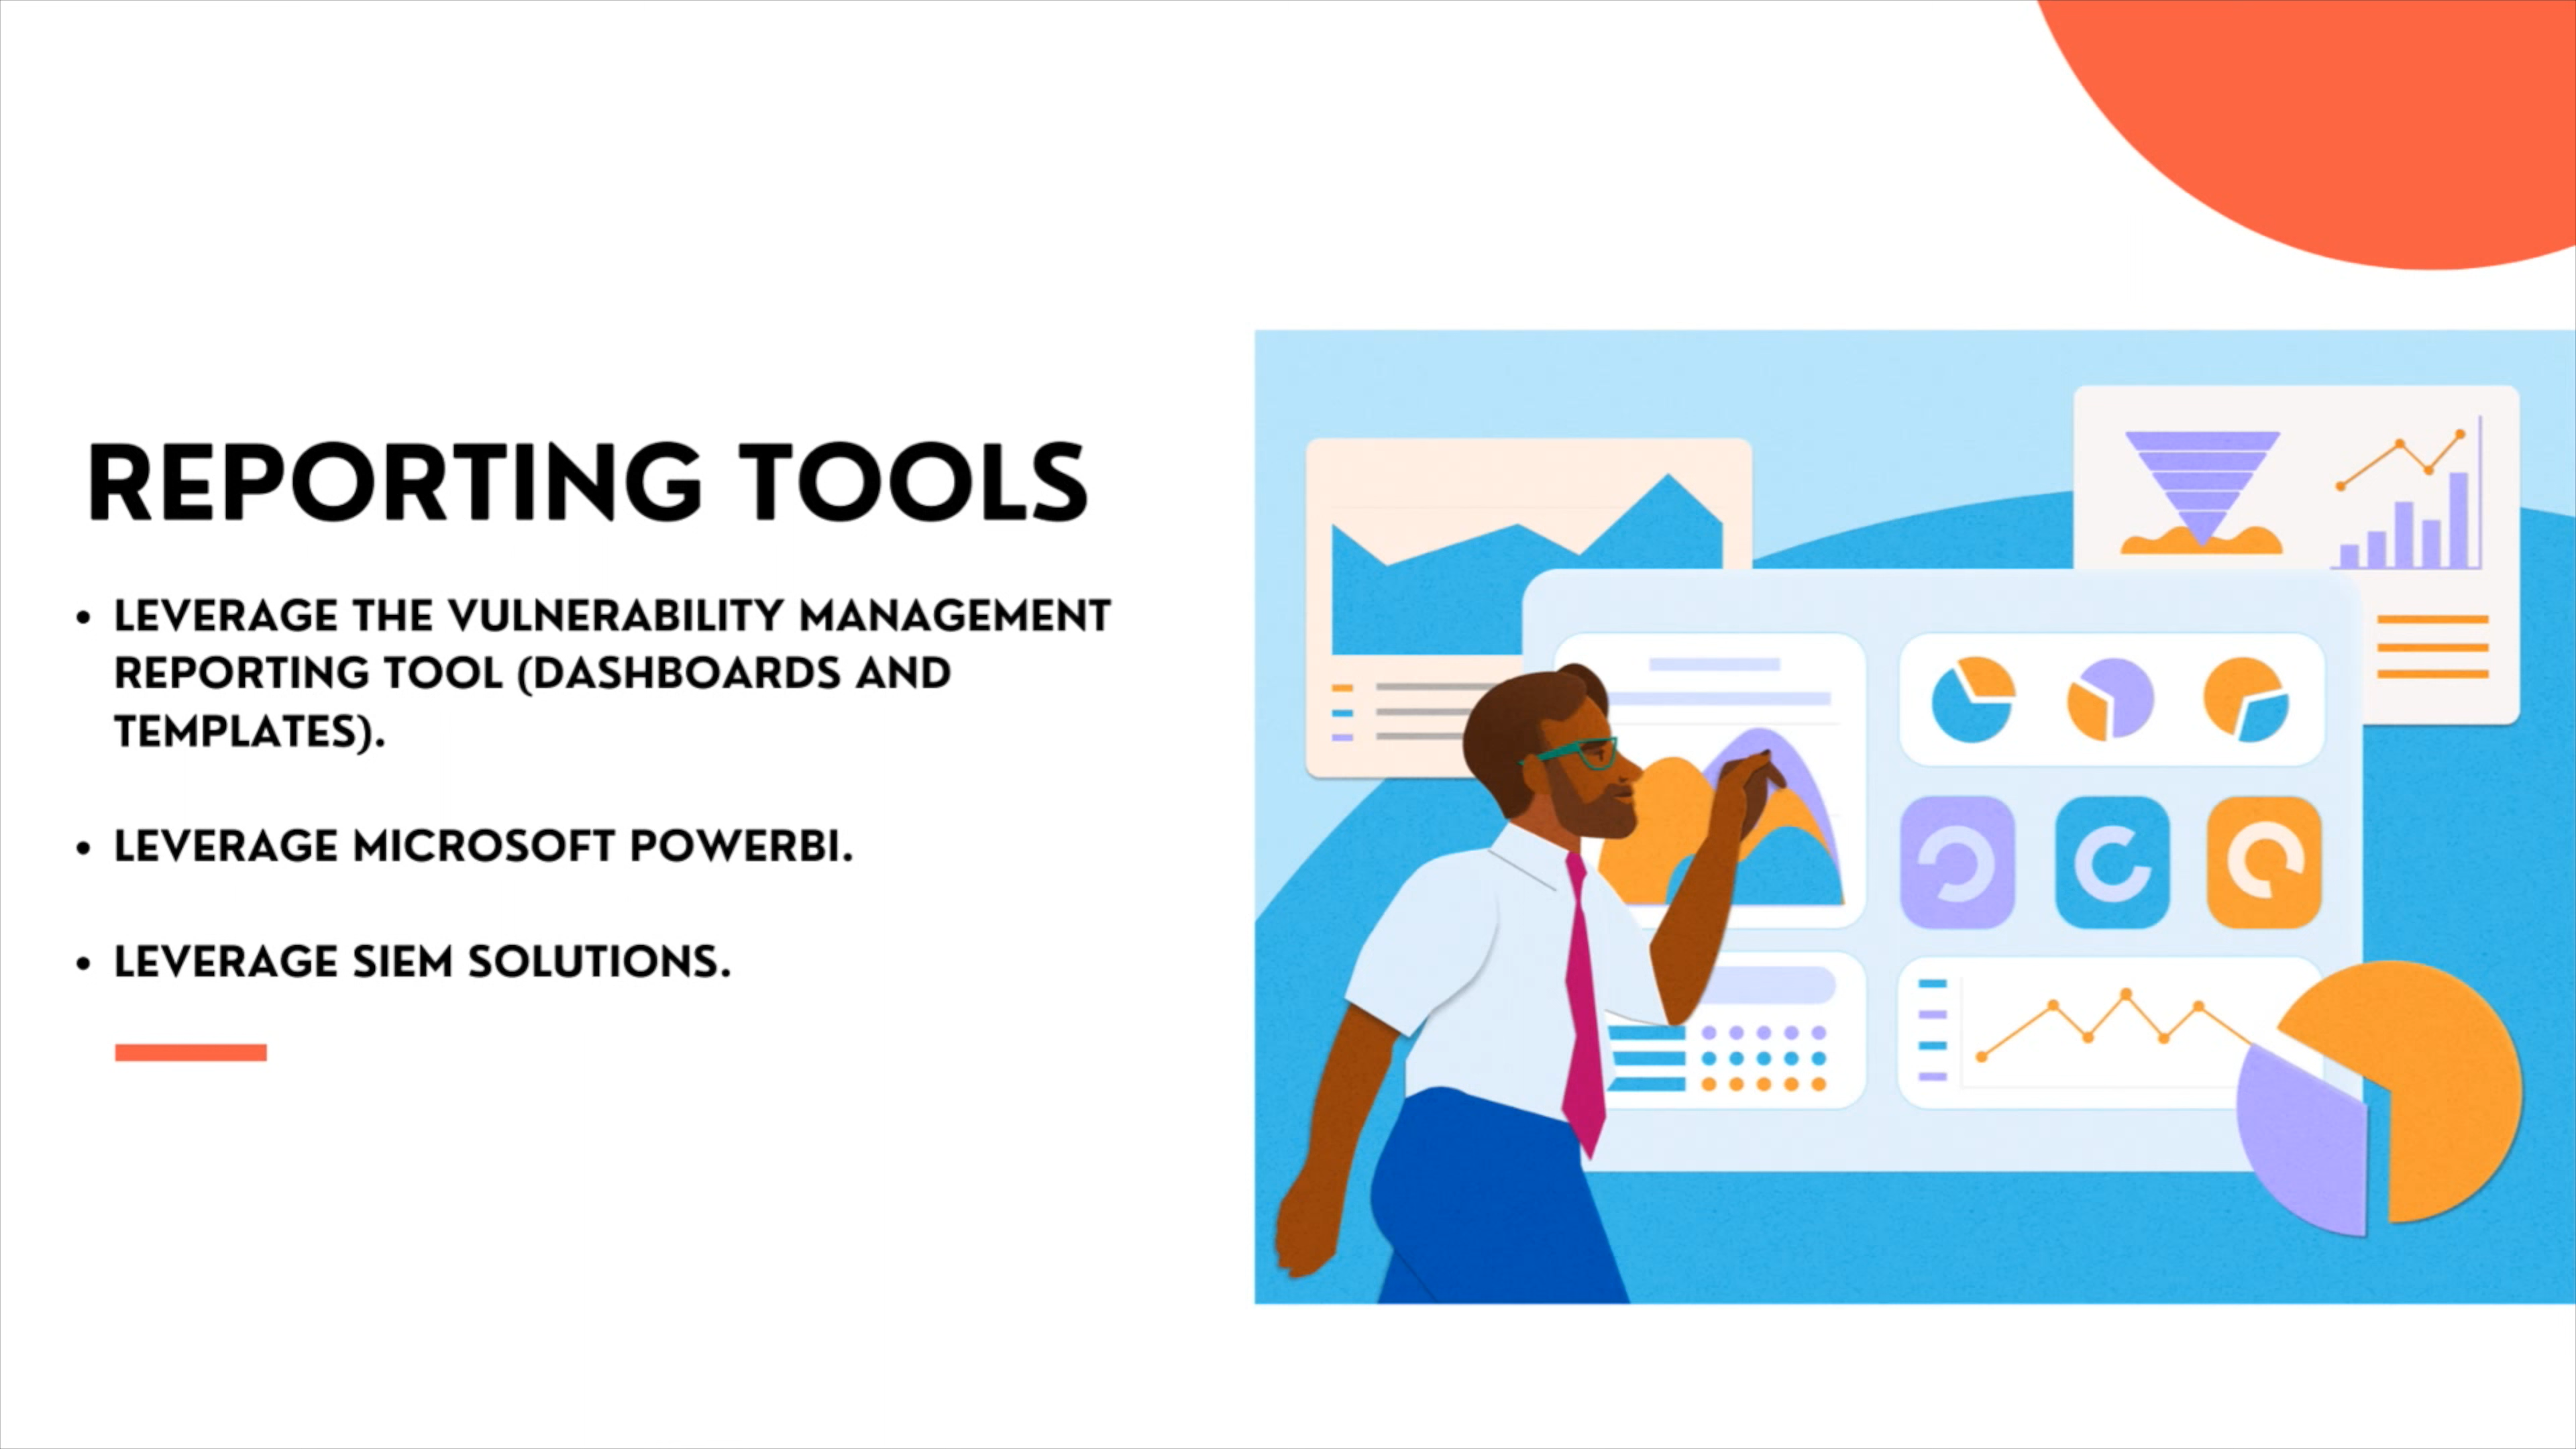 REPORTING TOOLS
• LEVERAGE THE VULNERABILITY MANAGEMENT
REPORTING TOOL (DASHBOARDS AND
TEMPLATES).
• LEVERAGE MICROSOFT POWERBI.
• LEVERAGE SIEM SOLUTIONS.